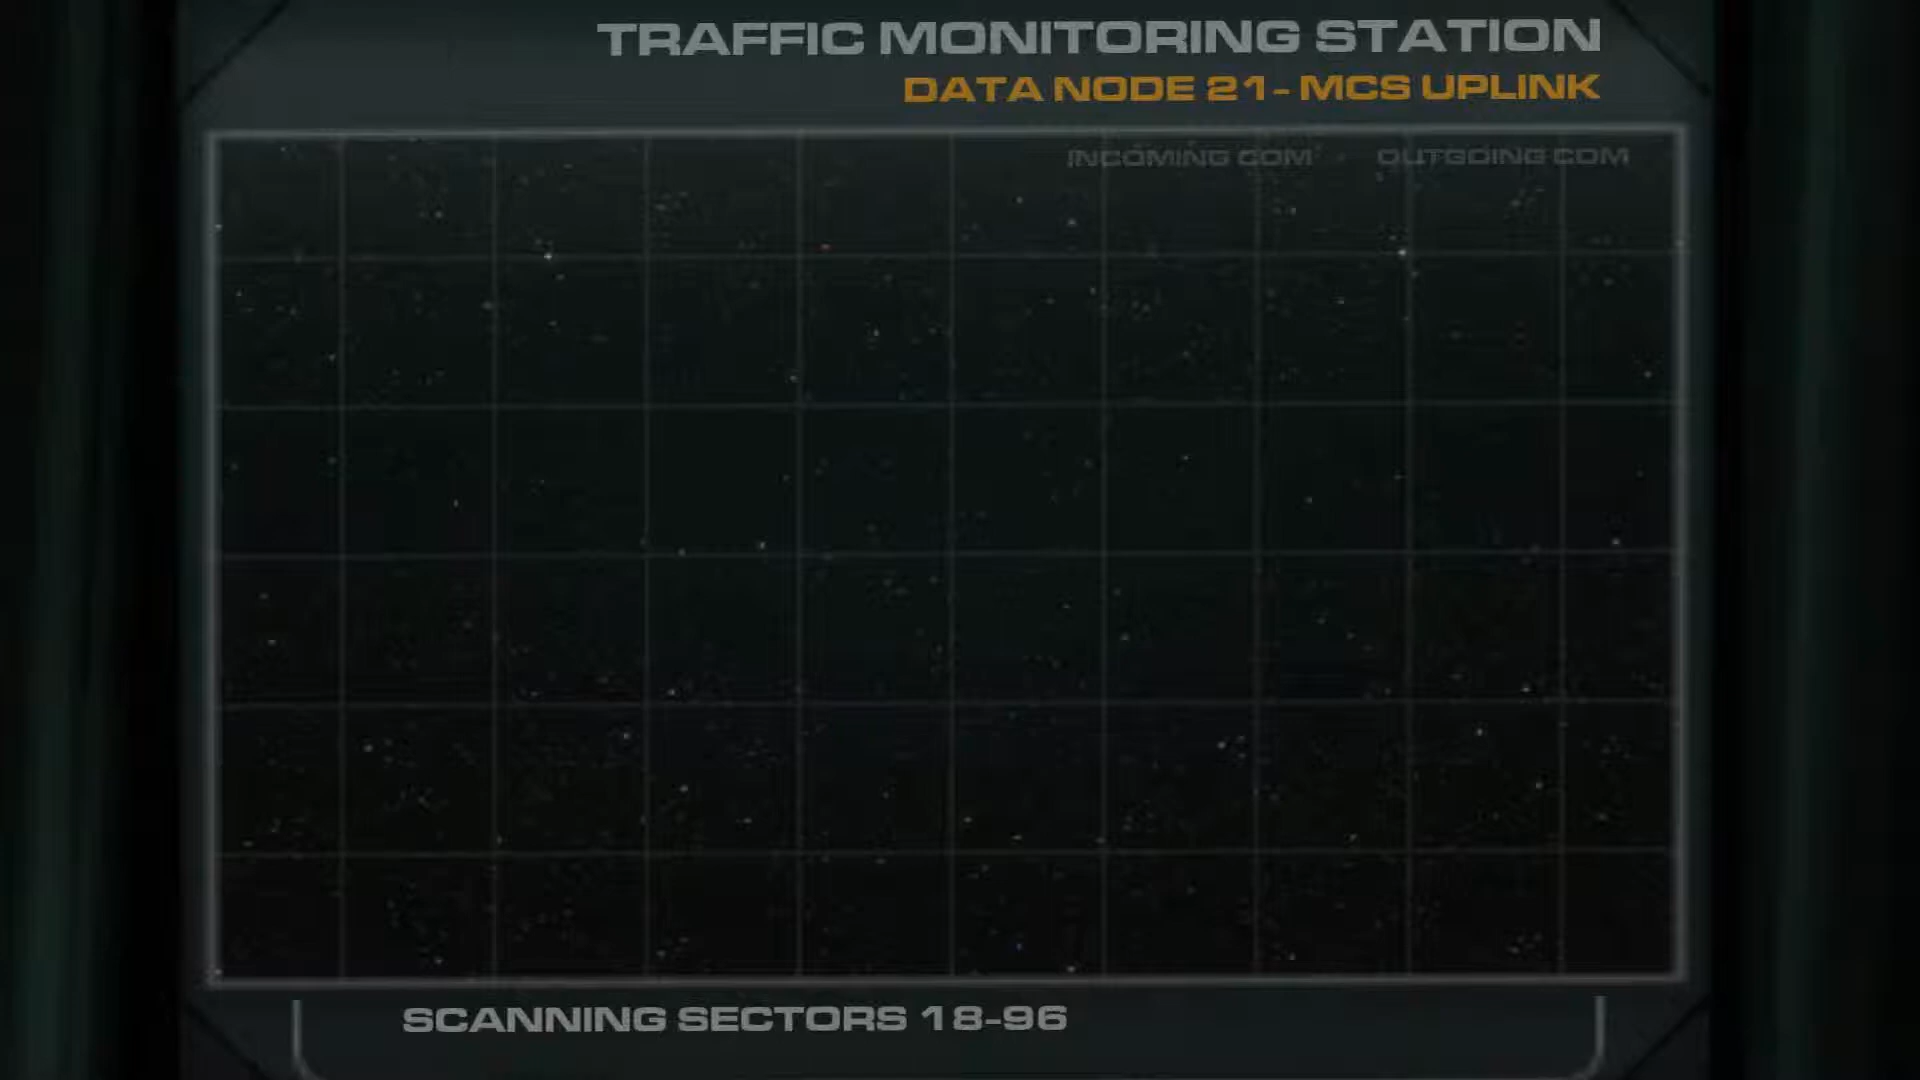 TRAFFIC MONITORING STATION
DATA NODE 21- MCS UPLINK
INCOMING COM OUTGOING COM
SCANNING SECTORS 18-96